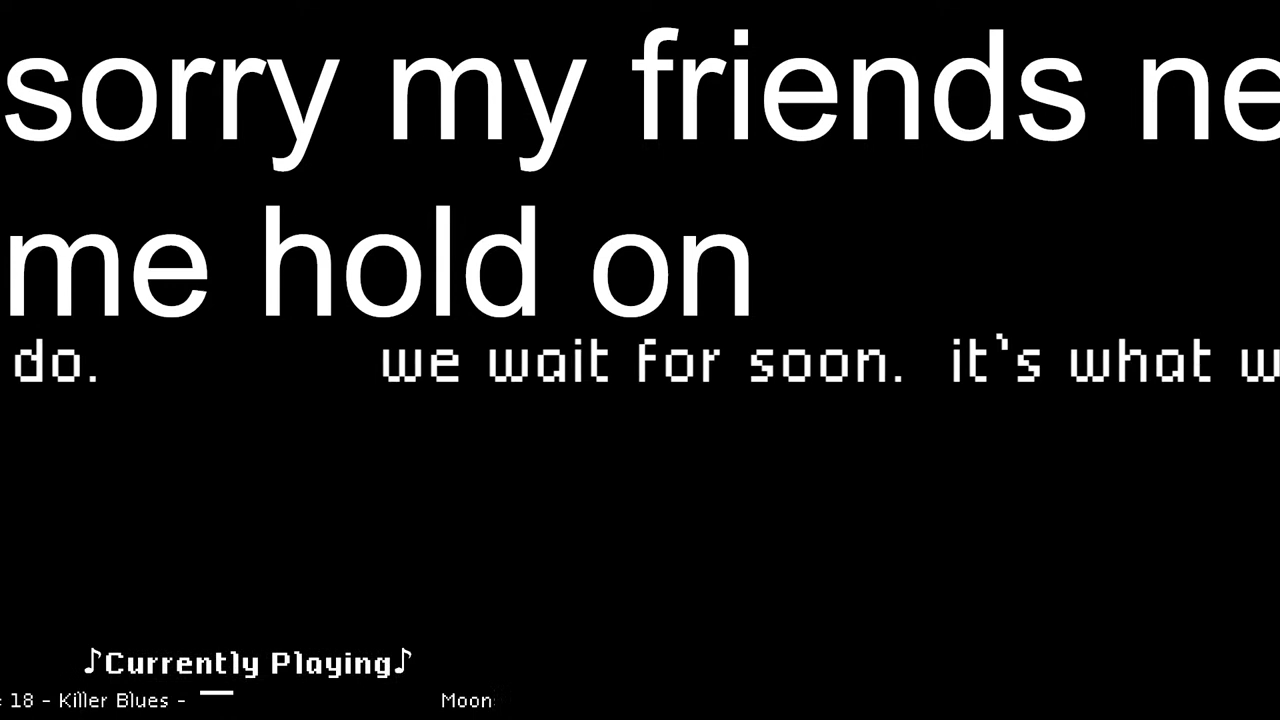 sorry my friends ne
me hold on
do. we wait for soon. it's what w
♪Currently Playing♪
18 - Killer Blues - Moon